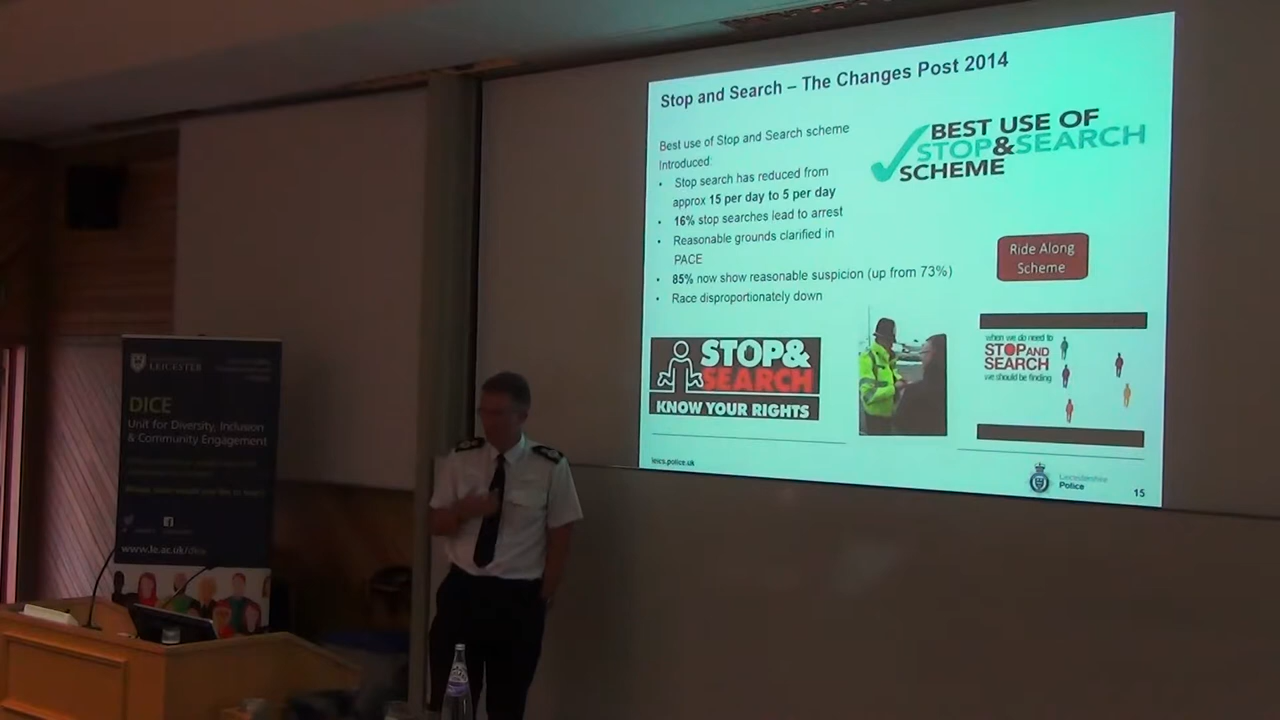 Stop and Search – The Changes Post 2014
Best use of Stop and Search scheme
Introduced:
• Stop search has reduced from
approx 15 per day to 5 per day
• 16% stop searches lead to arrest
• Reasonable grounds clarified in
PACE
• 85% now show reasonable suspicion (up from 73%)
• Race disproportionately down
BEST USE OF
STOP&SEARCH
SCHEME
Ride Along
Scheme
STOP&
SEARCH
KNOW YOUR RIGHTS
when we do need to
STOP AND
SEARCH
we should be finding
leics.police.uk
Leicestershire
Police
15
LEICESTER
DICE
Unit for Diversity, Inclusion
& Community Engagement
www.le.ac.uk/dice